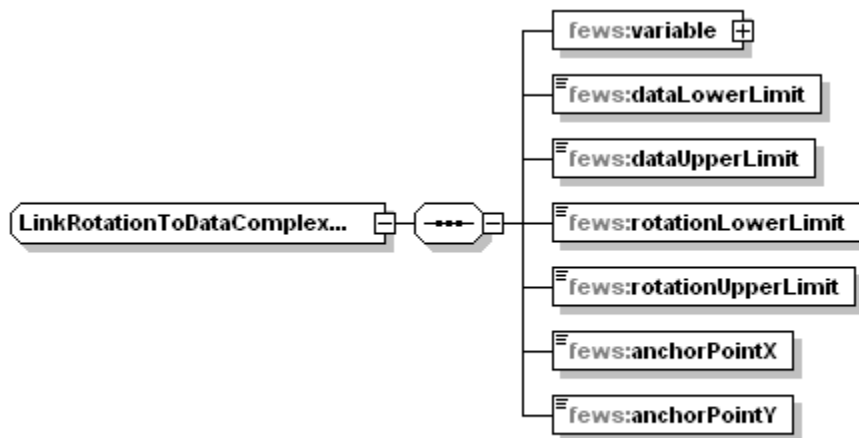 fews:variable
fews:dataLowerLimit
fews:dataUpperLimit
LinkRotationToDataComplex...
fews:rotationLowerLimit
fews:rotationUpperLimit
fews:anchorPointX
fews:anchorPointY